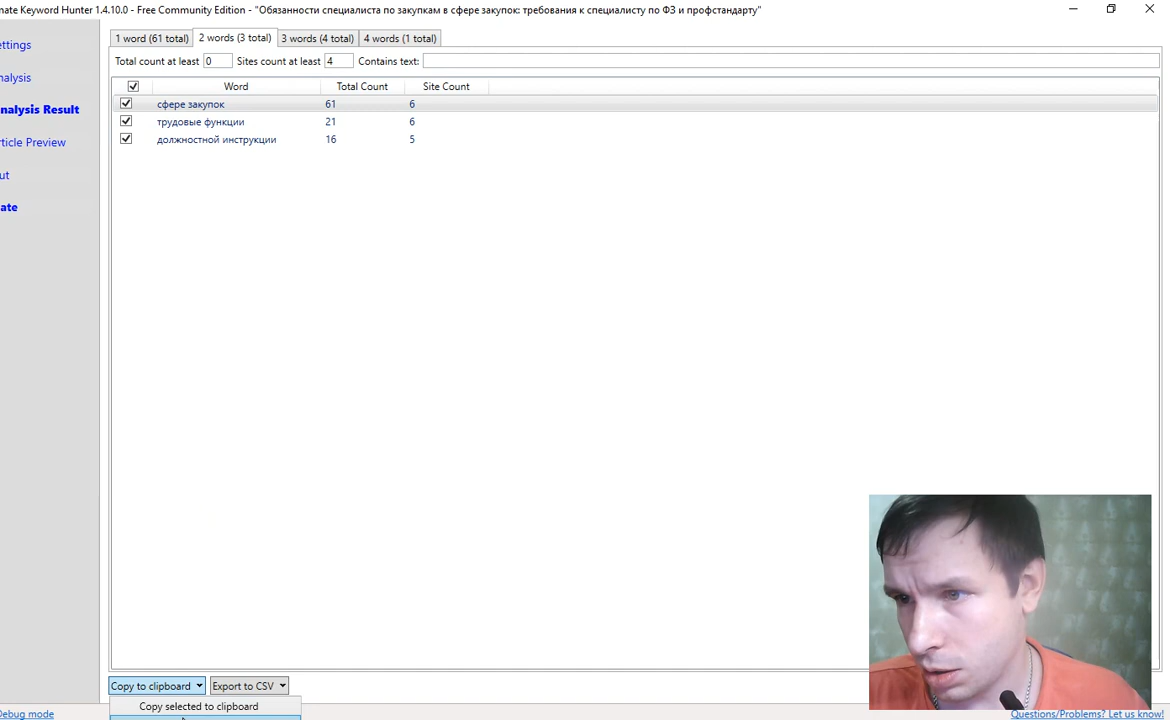 nate Keyword Hunter 1.4.10.0 - Free Community Edition - "Обязанности специалиста по закупкам в сфере закупок: требования к специалисту по ФЗ и профстандарту"
ettings
nalysis
nalysis Result
rticle Preview
ut
ate
1 word (61 total) 2 words (3 total) 3 words (4 total) 4 words (1 total)
Total count at least 0 Sites count at least 4 Contains text:
Word Total Count Site Count
сфере закупок 61 6
трудовые функции 21 6
должностной инструкции 16 5
Copy to clipboard Export to CSV
Copy selected to clipboard
Debug mode
Questions/Problems? Let us know!